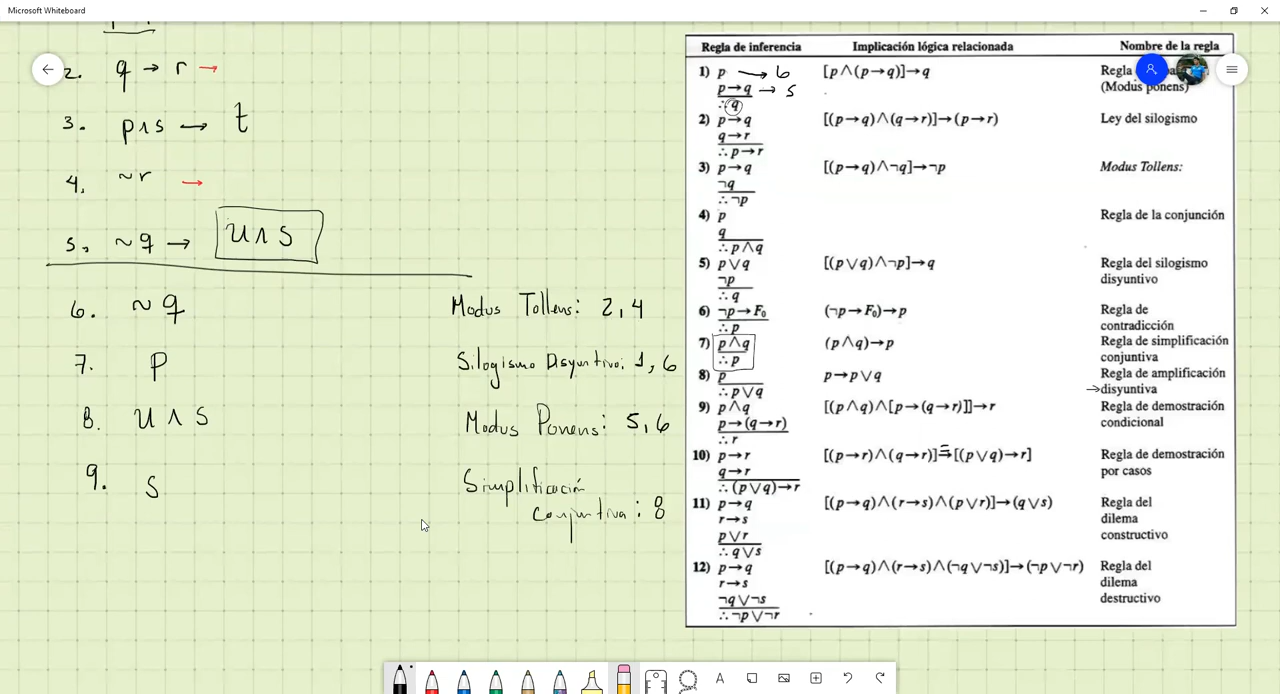 Microsoft Whiteboard
2. q → r →
3. p∧s → t
4. ~r →
5. ~q → u∧s
6. ~q Modus Tollens: 2,4
7. p Silogismo Disyuntivo: 1, 6
8. u∧s Modus Ponens: 5, 6
9. s Simplificación
Conjuntiva: 8
Regla de inferencia Implicación lógica relacionada Nombre de la regla
1) p → 6 [p∧(p→q)]→q Regla
p→q → 5 (Modus ponens)
∴q
2) p→q [(p→q)∧(q→r)]→(p→r) Ley del silogismo
q→r
∴p→r
3) p→q [(p→q)∧¬q]→¬p Modus Tollens:
¬q
∴¬p
4) p Regla de la conjunción
q
∴p∧q
5) p∨q [(p∨q)∧¬p]→q Regla del silogismo
¬p disyuntivo
∴q
6) ¬p→F₀ (¬p→F₀)→p Regla de
∴p contradicción
7) p∧q (p∧q)→p Regla de simplificación
∴p conjuntiva
8) p p→p∨q Regla de amplificación
∴p∨q → disyuntiva
9) p∧q [(p∧q)∧[p→(q→r)]]→r Regla de demostración
p→(q→r) condicional
∴r
10) p→r [(p→r)∧(q→r)]→[(p∨q)→r] Regla de demostración
q→r por casos
∴(p∨q)→r
11) p→q [(p→q)∧(r→s)∧(p∨r)]→(q∨s) Regla del
r→s dilema
p∨r constructivo
∴q∨s
12) p→q [(p→q)∧(r→s)∧(¬q∨¬s)]→(¬p∨¬r) Regla del
r→s dilema
¬q∨¬s destructivo
∴¬p∨¬r
A